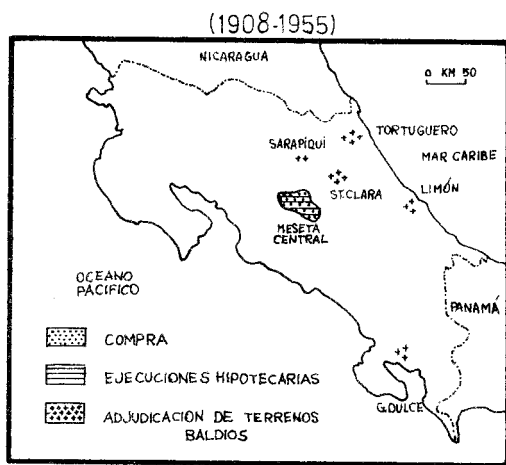 (1908-1955)
NICARAGUA
0 KM 50
TORTUGUERO
SARAPIQUÍ
MAR CARIBE
ST.CLARA
LIMÓN
MESETA
CENTRAL
OCEANO
PACIFICO
PANAMÁ
COMPRA
EJECUCIONES HIPOTECARIAS
G.DULCE
ADJUDICACION DE TERRENOS
BALDIOS